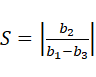 S = |b₂ / (b₁−b₃)|